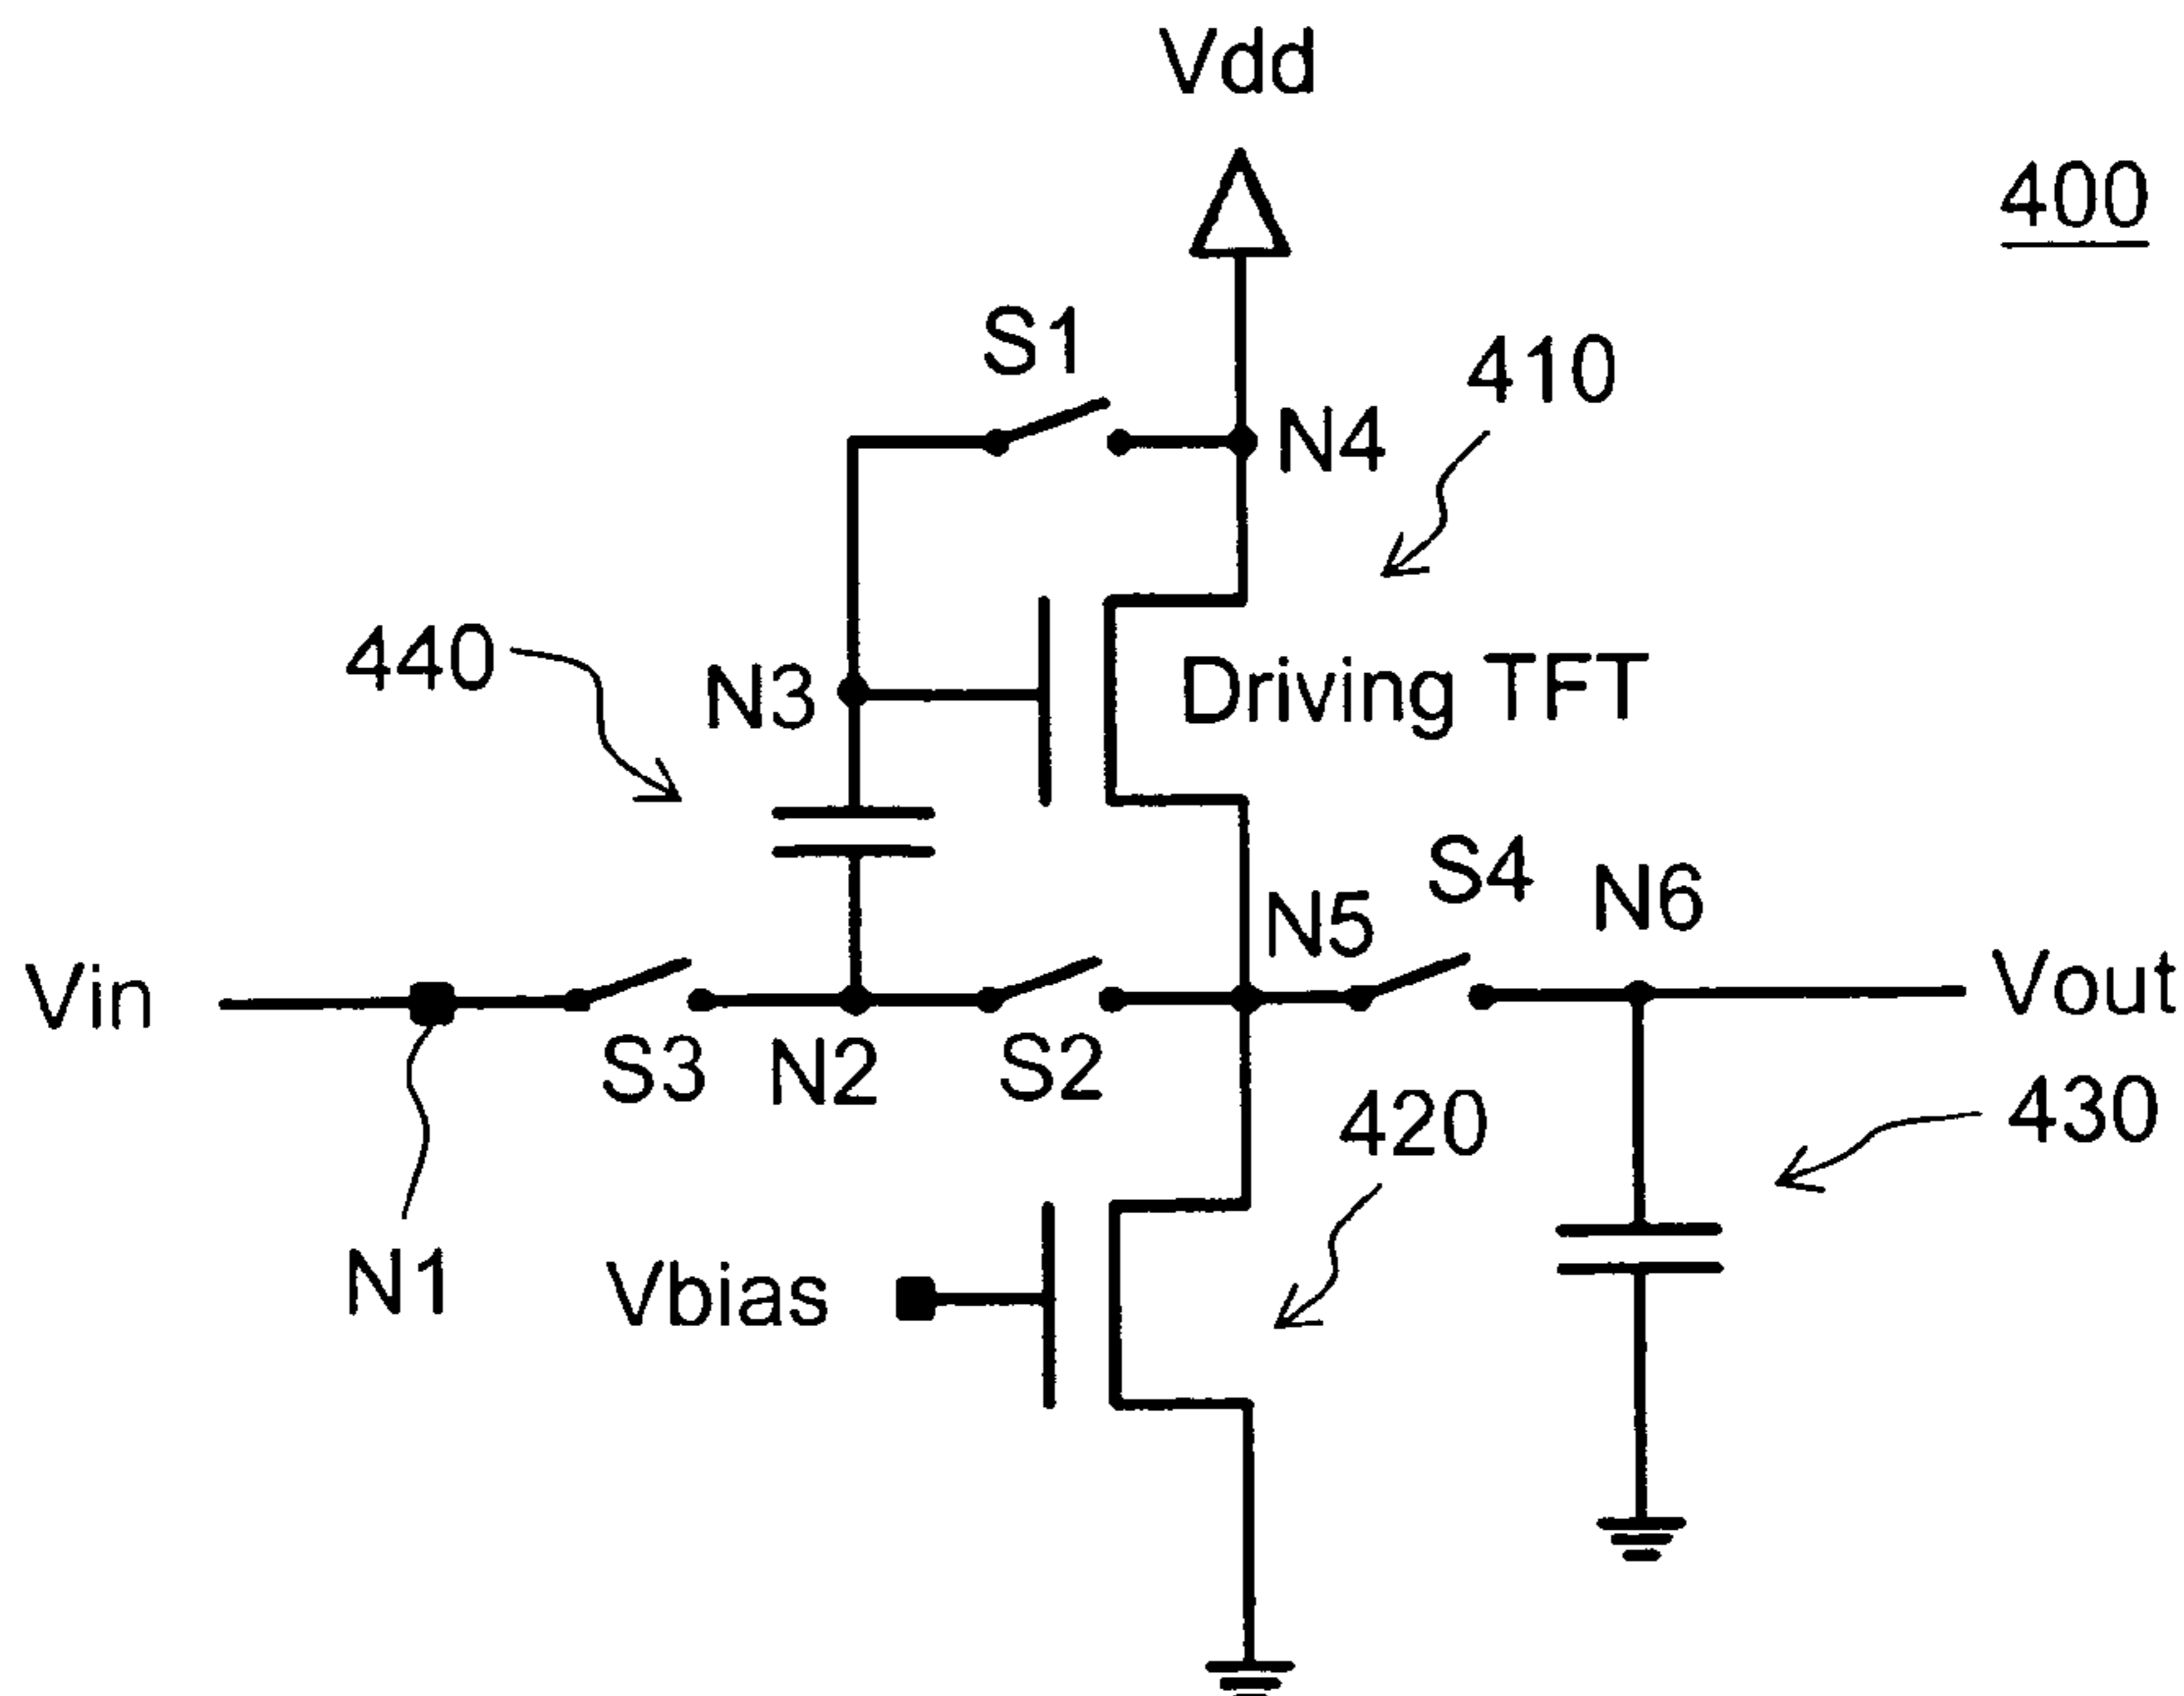 Vdd
400
S1
410
N4
440
N3
Driving TFT
S4
N6
N5
Vin
Vout
S3
N2
S2
420
430
N1
Vbias